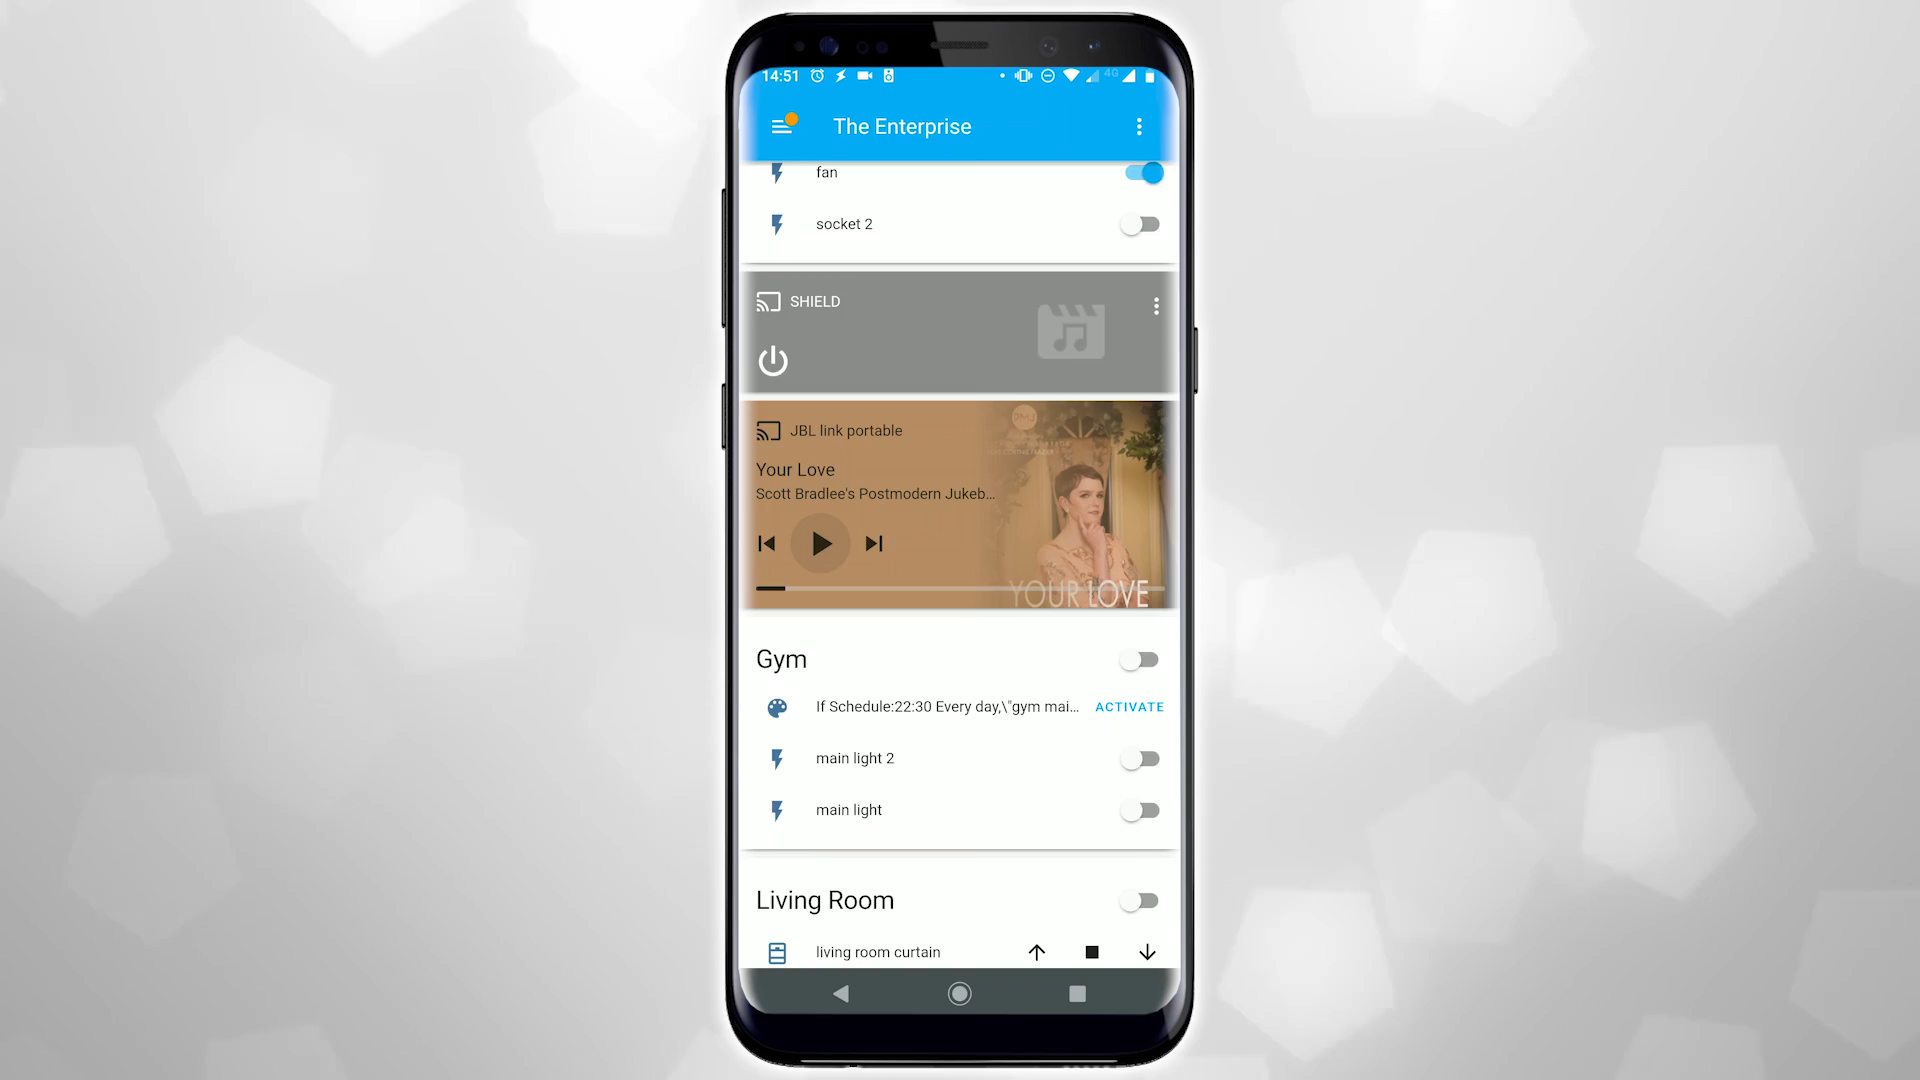 14:51 4G
The Enterprise
fan
socket 2
SHIELD
JBL link portable
Your Love
Scott Bradlee's Postmodern Jukeb...
YOUR LOVE
Gym
If Schedule:22:30 Every day,\"gym mai... ACTIVATE
main light 2
main light
Living Room
living room curtain